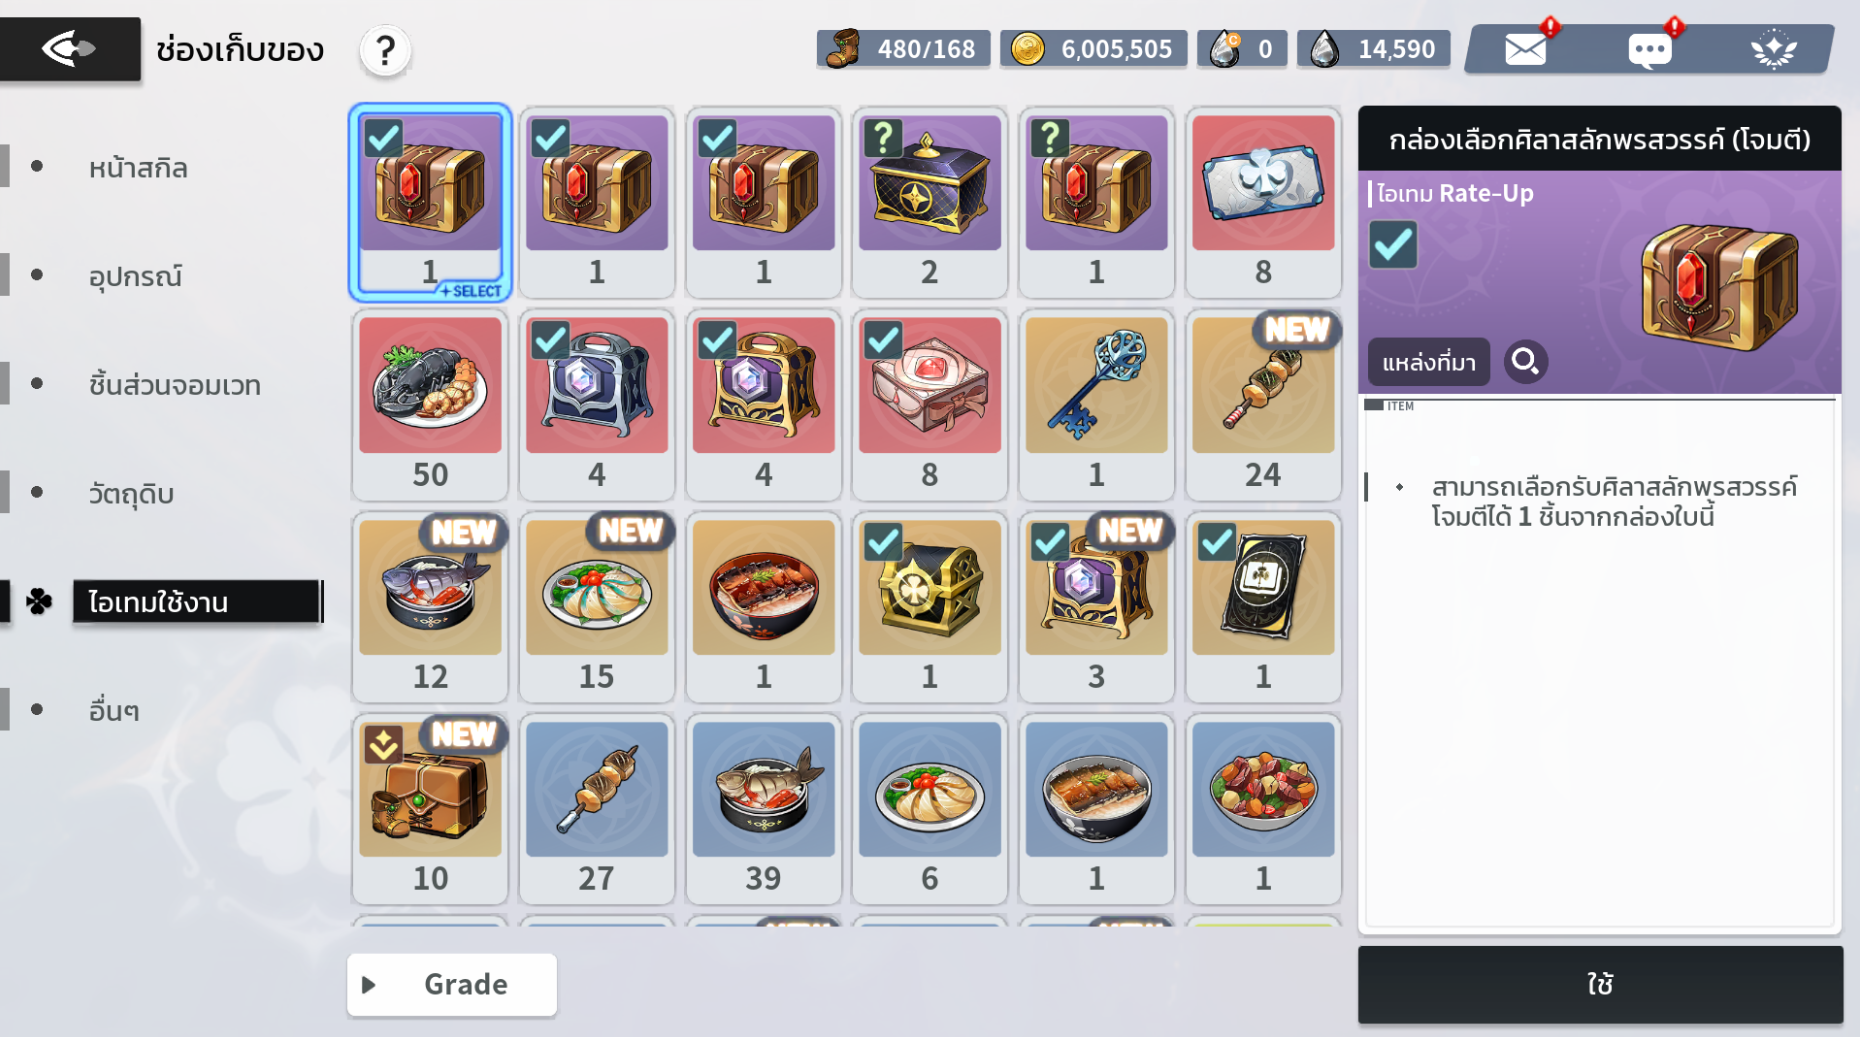 ช่องเก็บของ
?
480/168
6,005,505
0
14,590
หน้าสกิล
อุปกรณ์
ชิ้นส่วนจอมเวท
วัตถุดิบ
ไอเทมใช้งาน
อื่นๆ
1
SELECT
1
1
?
2
?
1
8
50
4
4
8
1
NEW
24
NEW
12
NEW
15
1
1
NEW
3
1
NEW
10
27
39
6
1
1
NEW
NEW
Grade
กล่องเลือกศิลาสลักพรสวรรค์ (โจมตี)
ไอเทม Rate-Up
แหล่งที่มา
ITEM
สามารถเลือกรับศิลาสลักพรสวรรค์
โจมตีได้ 1 ชิ้นจากกล่องใบนี้
ใช้